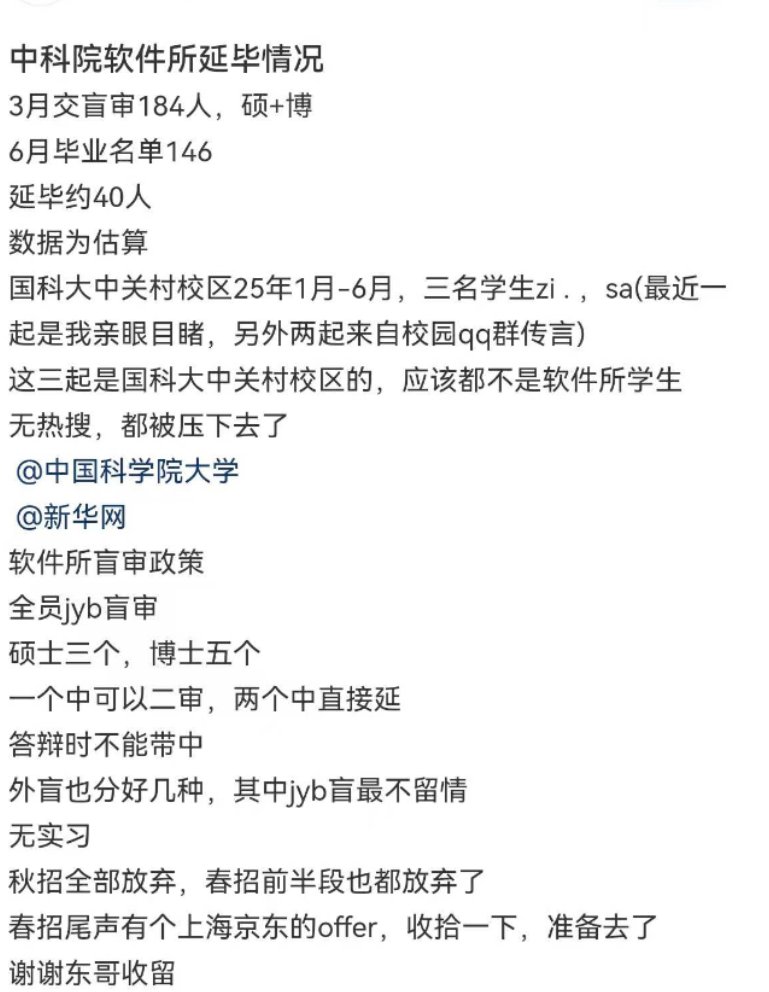 中科院软件所延毕情况
3月交盲审184人，硕+博
6月毕业名单146
延毕约40人
数据为估算
国科大中关村校区25年1月-6月，三名学生zi . ，sa(最近一
起是我亲眼目睹，另外两起来自校园qq群传言)
这三起是国科大中关村校区的，应该都不是软件所学生
无热搜，都被压下去了
@中国科学院大学
@新华网
软件所盲审政策
全员jyb盲审
硕士三个，博士五个
一个中可以二审，两个中直接延
答辩时不能带中
外盲也分好几种，其中jyb盲最不留情
无实习
秋招全部放弃，春招前半段也都放弃了
春招尾声有个上海京东的offer，收拾一下，准备去了
谢谢东哥收留